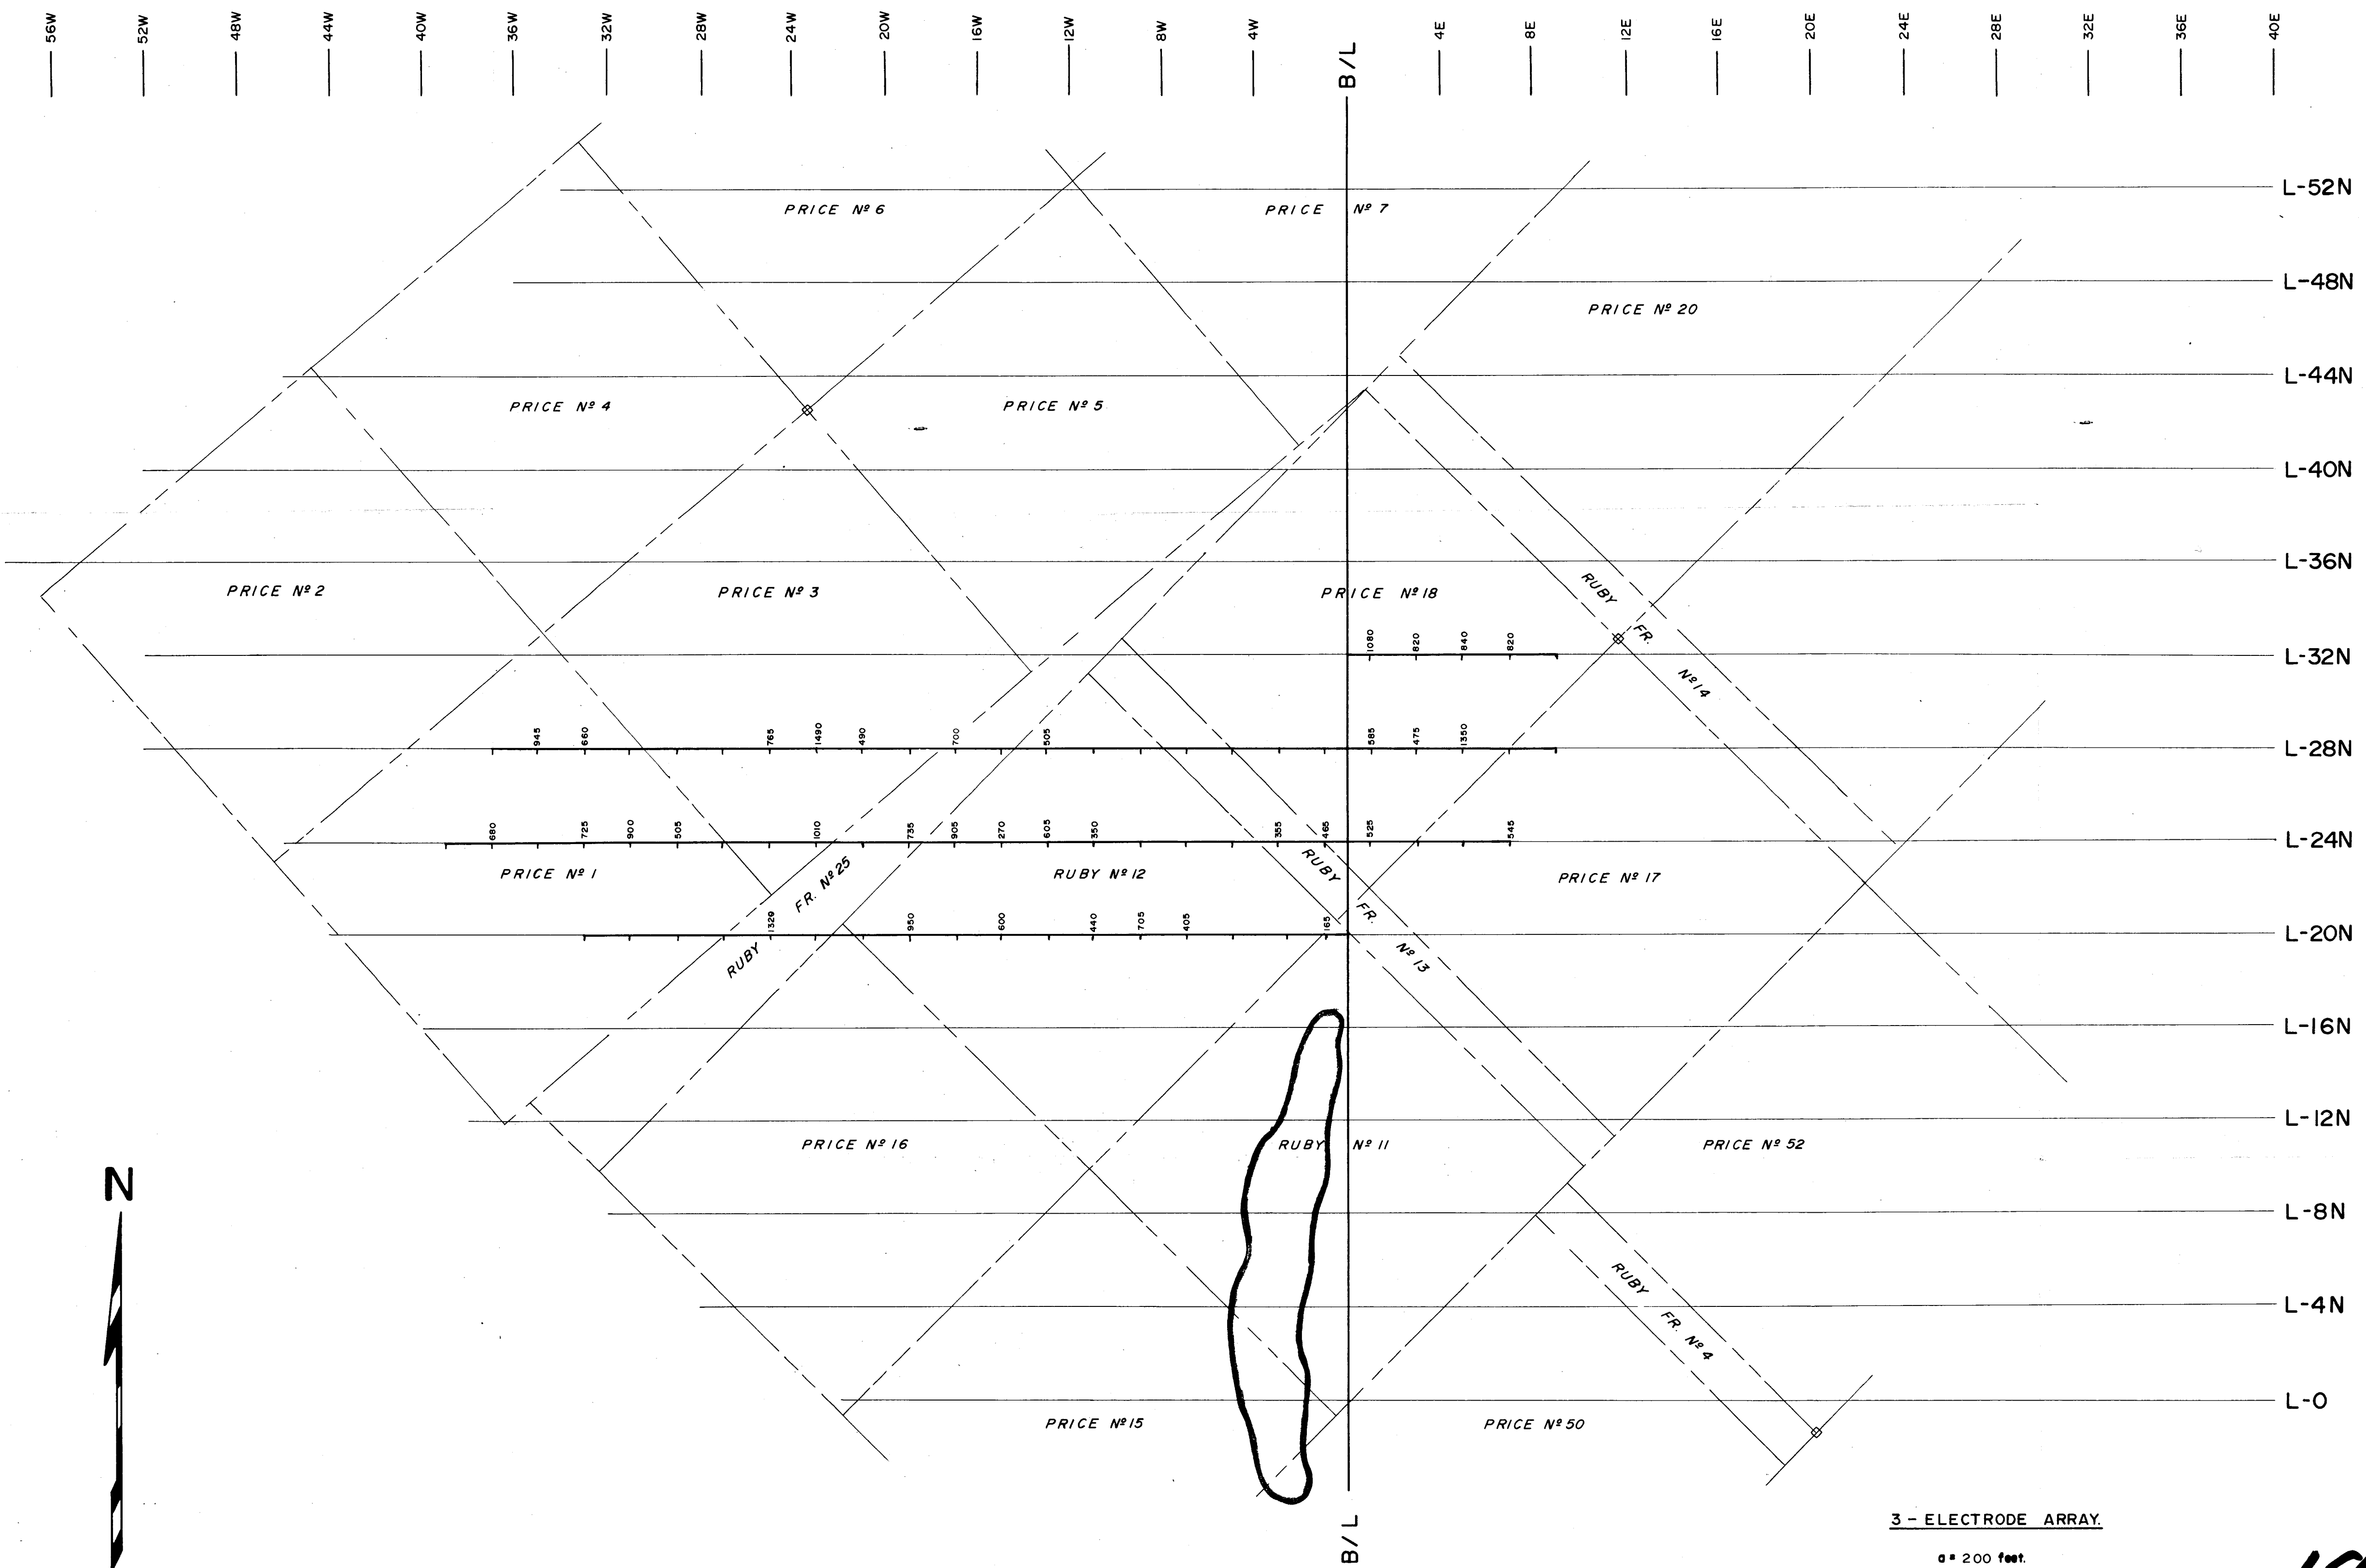 56W 52W 48W 44W 40W 36W 32W 28W 24W 20W 16W 12W 8W 4W B/L 4E 8E 12E 16E 20E 24E 28E 32E 36E 40E
L-52N
PRICE Nº 6 PRICE Nº 7
L-48N
PRICE Nº 20
L-44N
PRICE Nº 4 PRICE Nº 5
L-40N
L-36N
PRICE Nº 2 PRICE Nº 3 PRICE Nº 18 RUBY FR. Nº 14
1080 820 840 820
L-32N
945 660 765 1490 490 700 505 585 475 1350
L-28N
680 725 900 505 1010 735 905 270 605 350 355 465 525 545
L-24N
PRICE Nº 1 RUBY FR. Nº 25 RUBY Nº 12 RUBY FR. Nº 13 PRICE Nº 17
1329 950 600 440 705 405 165
L-20N
L-16N
L-12N
PRICE Nº 16 RUBY Nº 11 PRICE Nº 52
N
L-8N
RUBY FR. Nº 4
L-4N
L-0
PRICE Nº 15 PRICE Nº 50
B/L
3 - ELECTRODE ARRAY.
a = 200 feet.